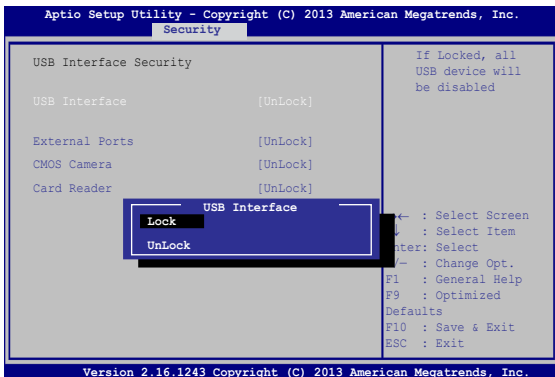 Aptio Setup Utility - Copyright (C) 2013 American Megatrends, Inc.
Security
USB Interface Security
USB Interface [UnLock]
External Ports [UnLock]
CMOS Camera [UnLock]
Card Reader [UnLock]
USB Interface
Lock
UnLock
If Locked, all
USB device will
be disabled
→← : Select Screen
↓ : Select Item
nter: Select
/— : Change Opt.
F1 : General Help
F9 : Optimized
Defaults
F10 : Save & Exit
ESC : Exit
Version 2.16.1243 Copyright (C) 2013 American Megatrends, Inc.